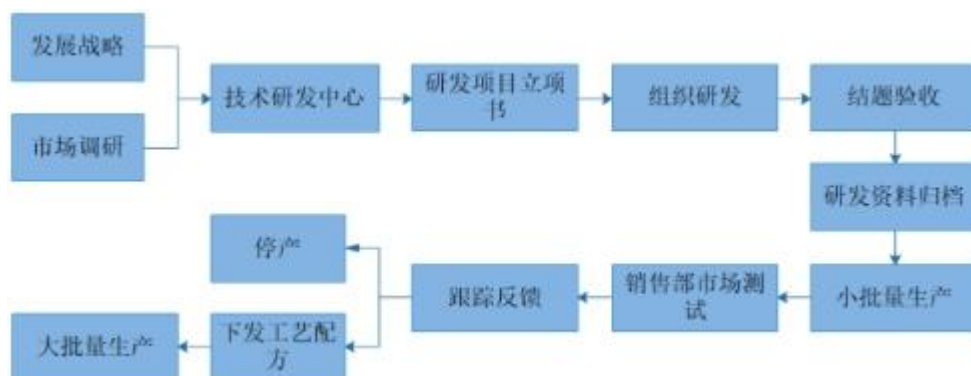 发展战略
市场调研
技术研发中心
研发项目立项
书
组织研发
结题验收
研发资料归档
小批量生产
销售部市场测
试
跟踪反馈
停产
下发工艺配
方
大批量生产